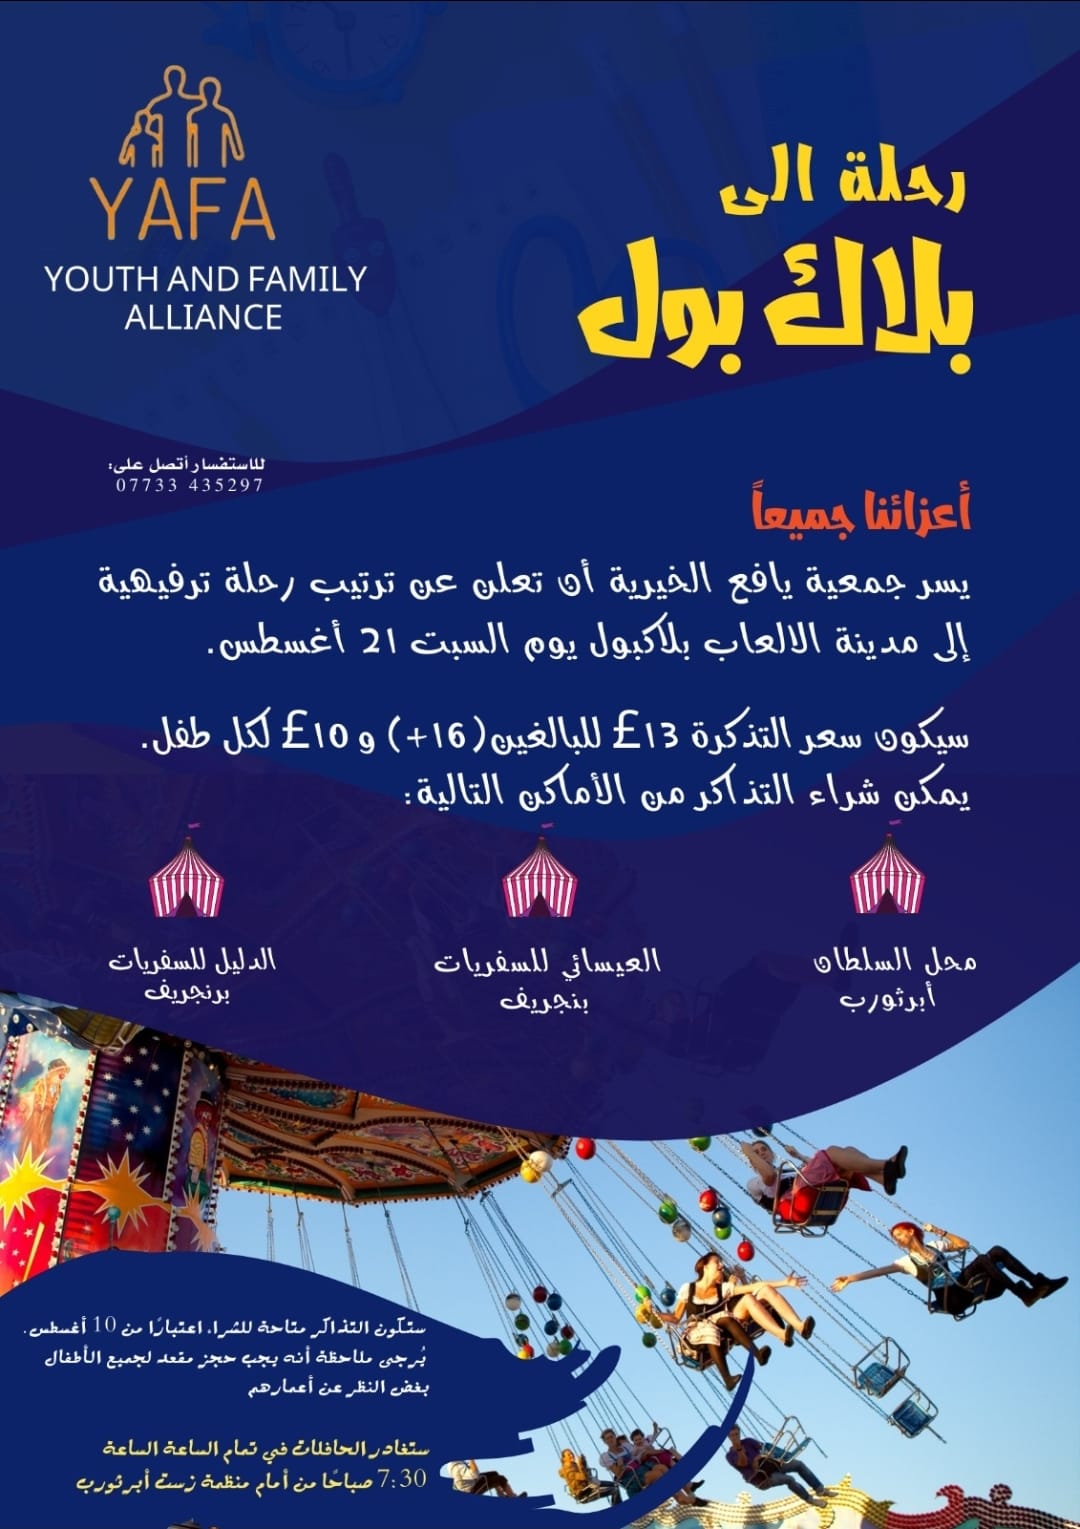 YAFA
YOUTH AND FAMILY
ALLIANCE
رحلة الى
بلاك بول
للاستفسار أتصل على:
07733 435297
أعزائنا جميعاً
يسر جمعية يافع الخيرية أن تعلن عن ترتيب رحلة ترفيهية
إلى مدينة الالعاب بلاكبول يوم السبت 21 أغسطس.
سيكون سعر التذكرة £13 للبالغين(16+) و £10 لكل طفل.
يمكن شراء التذاكر من الأماكن التالية:
محل السلطان
أبرثورب
العيسائي للسفريات
بنجريف
الدليل للسفريات
برنجريف
ستكون التذاكر متاحة للشراء اعتبارًا من 10 أغسطس.
يُرجى ملاحظة أنه يجب حجز مقعد لجميع الأطفال
بغض النظر عن أعمارهم
ستغادر الحافلات في تمام الساعة الساعة
7:30 صباحًا من أمام منظمة زست أبرثورب